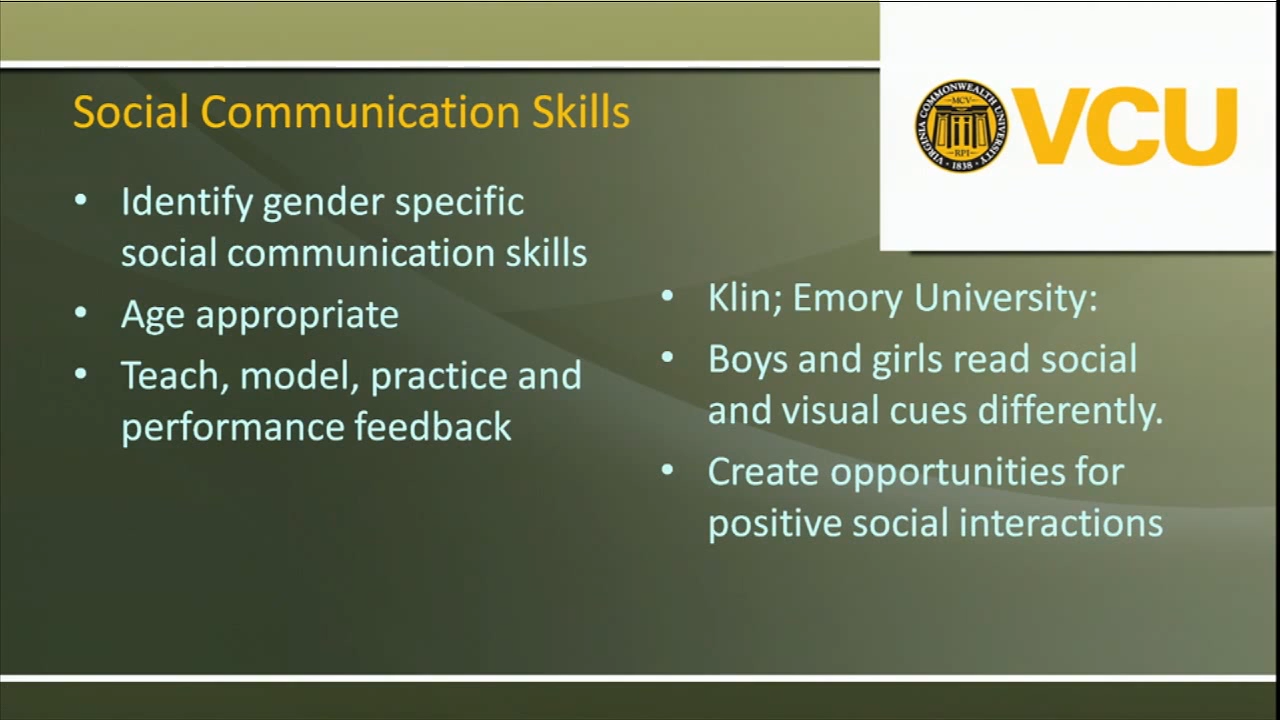 Social Communication Skills
VIRGINIA COMMONWEALTH UNIVERSITY
MCV
RPI
1838
VCU
• Identify gender specific
social communication skills
• Age appropriate
• Teach, model, practice and
performance feedback
• Klin; Emory University:
• Boys and girls read social
and visual cues differently.
• Create opportunities for
positive social interactions